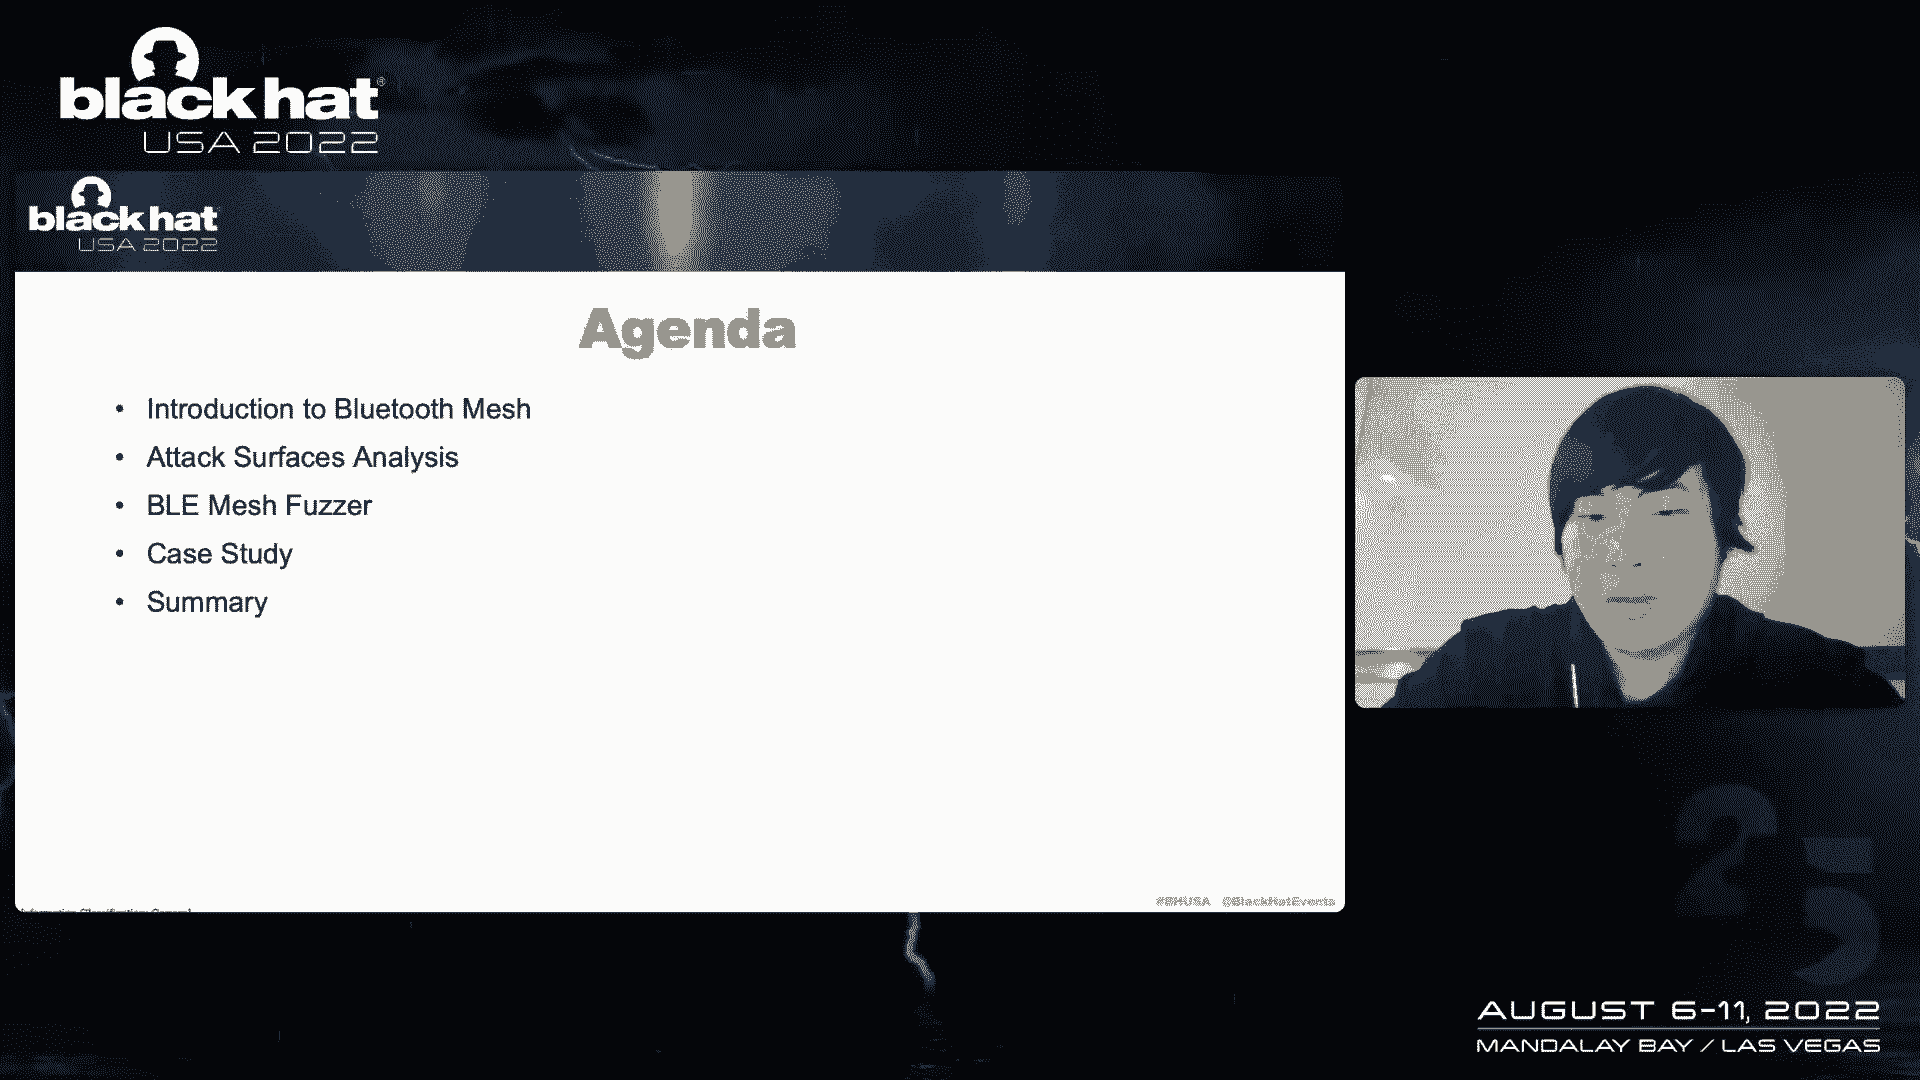 black hat®
USA 2022
black hat
USA 2022
Agenda
• Introduction to Bluetooth Mesh
• Attack Surfaces Analysis
• BLE Mesh Fuzzer
• Case Study
• Summary
#BHUSA @BlackHatEvents
25
AUGUST 6-11, 2022
MANDALAY BAY / LAS VEGAS